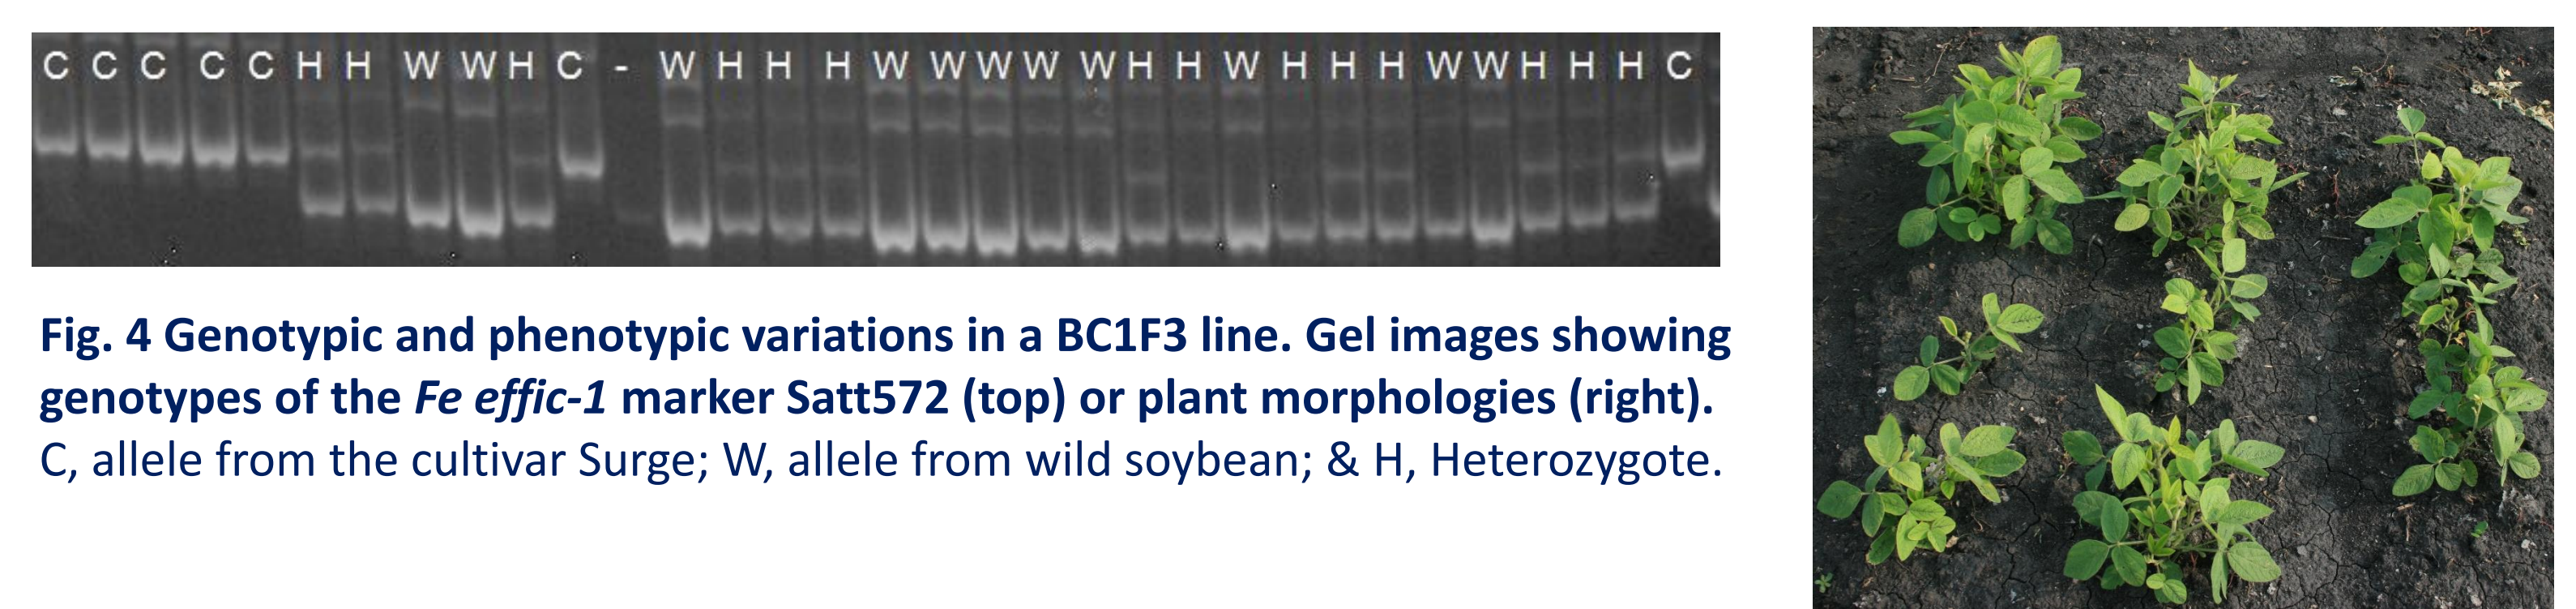 C C C C C H H W W H C - W H H H W W W W W H H W H H H W W H H H C
Fig. 4 Genotypic and phenotypic variations in a BC1F3 line. Gel images showing
genotypes of the Fe effic-1 marker Satt572 (top) or plant morphologies (right).
C, allele from the cultivar Surge; W, allele from wild soybean; & H, Heterozygote.